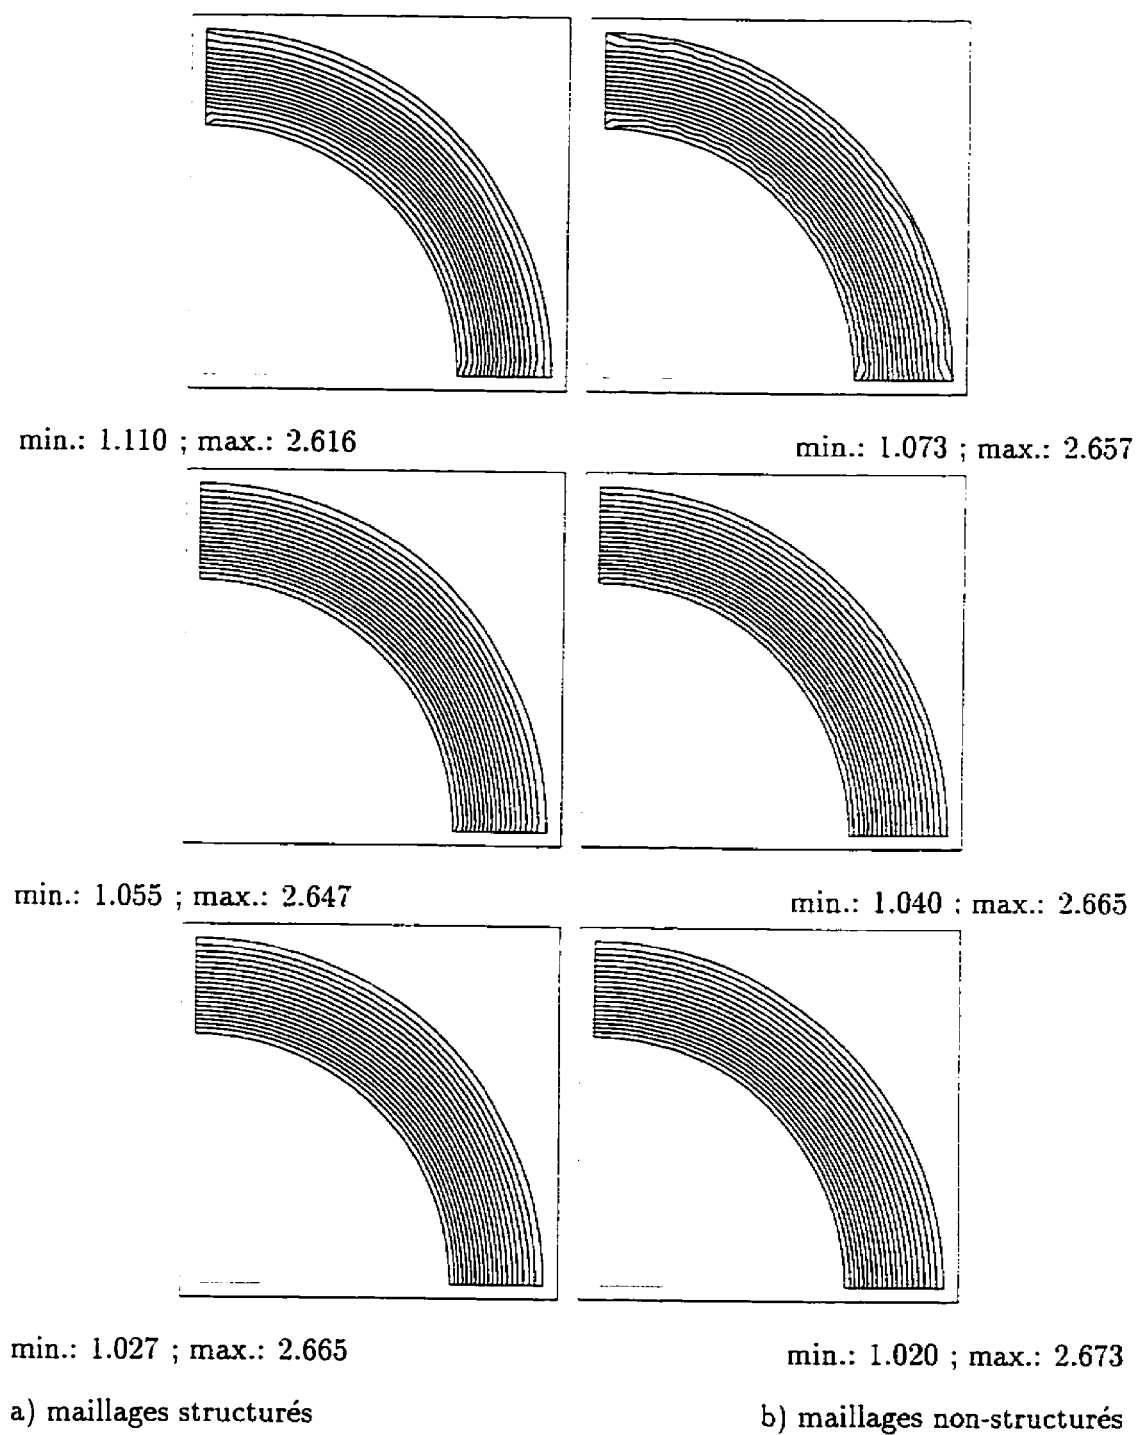 min.: 1.110 ; max.: 2.616
min.: 1.073 ; max.: 2.657
min.: 1.055 ; max.: 2.647
min.: 1.040 ; max.: 2.665
min.: 1.027 ; max.: 2.665
min.: 1.020 ; max.: 2.673
a) maillages structurés
b) maillages non-structurés